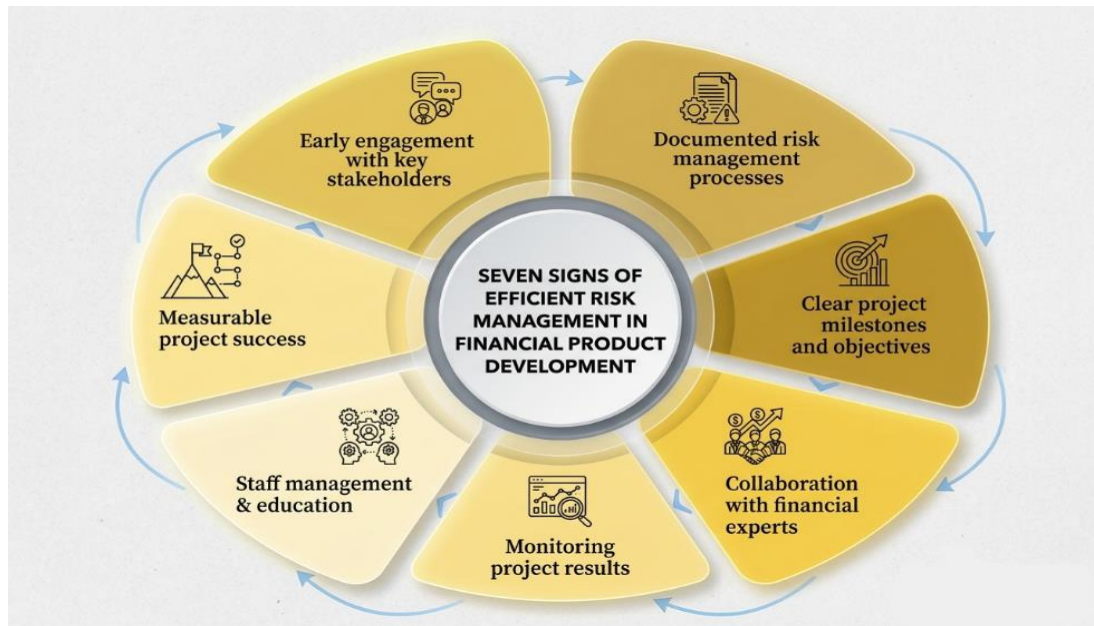 SEVEN SIGNS OF
EFFICIENT RISK
MANAGEMENT IN
FINANCIAL PRODUCT
DEVELOPMENT
Early engagement
with key
stakeholders
Documented risk
management
processes
Clear project
milestones
and objectives
Collaboration
with financial
experts
Monitoring
project results
Staff management
& education
Measurable
project success